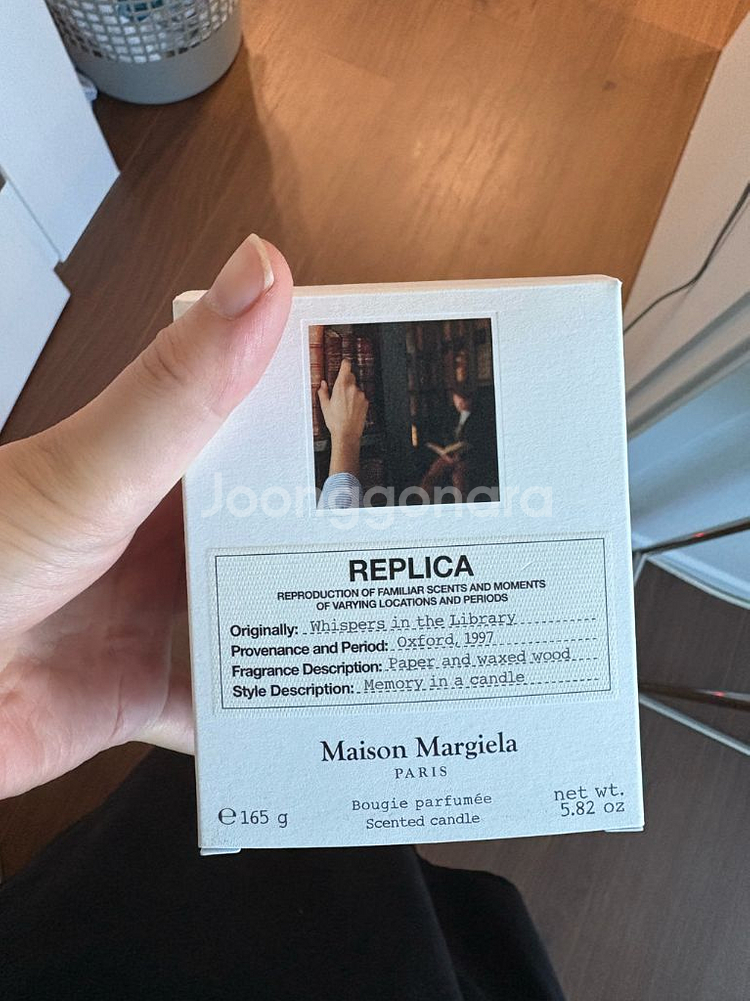 Joonggonara
REPLICA
REPRODUCTION OF FAMILIAR SCENTS AND MOMENTS
OF VARYING LOCATIONS AND PERIODS
Originally: Whispers in the Library
Provenance and Period: Oxford, 1997
Fragrance Description: Paper and waxed wood
Style Description: Memory in a candle
Maison Margiela
PARIS
℮ 165 g
Bougie parfumée
Scented candle
net wt.
5.82 oz